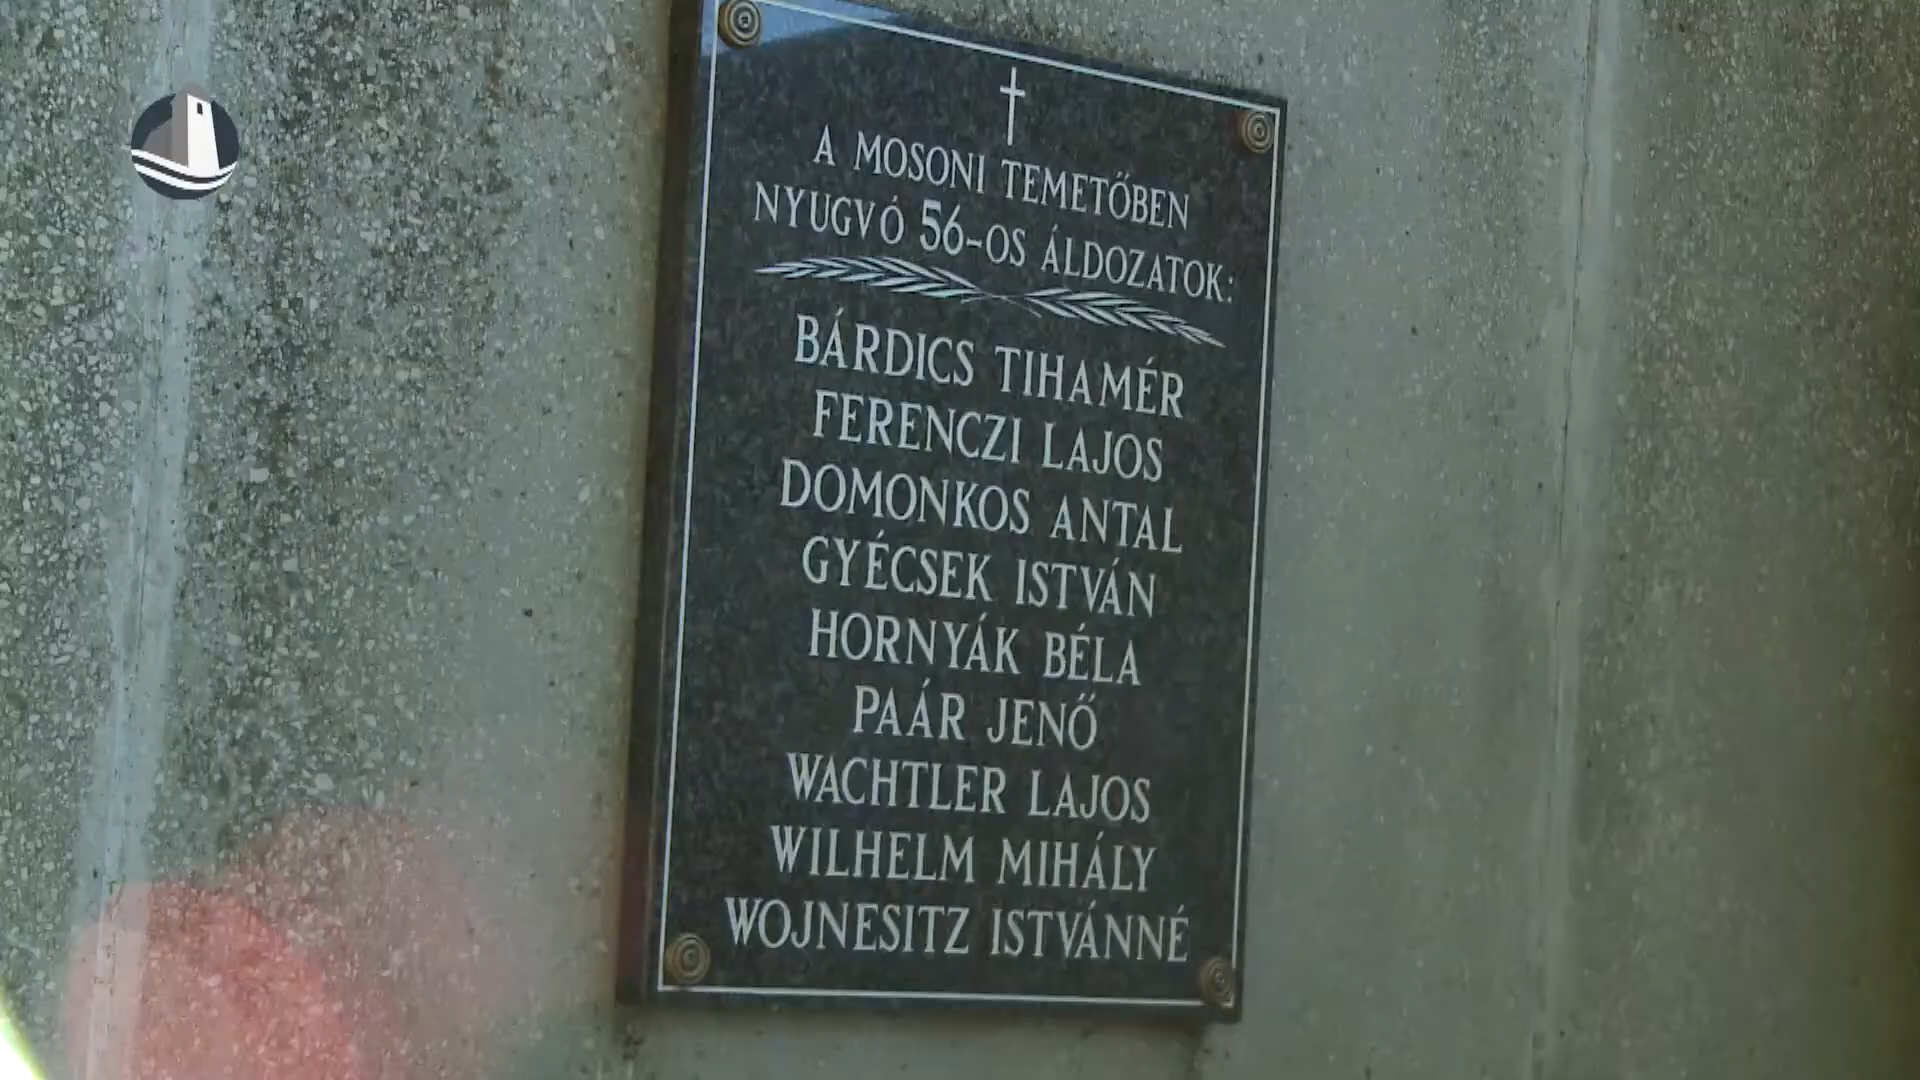 A MOSONI TEMETŐBEN
NYUGVÓ 56-OS ÁLDOZATOK:
BÁRDICS TIHAMÉR
FERENCZI LAJOS
DOMONKOS ANTAL
GYÉCSEK ISTVÁN
HORNYÁK BÉLA
PAÁR JENŐ
WACHTLER LAJOS
WILHELM MIHÁLY
WOJNESITZ ISTVÁNNÉ